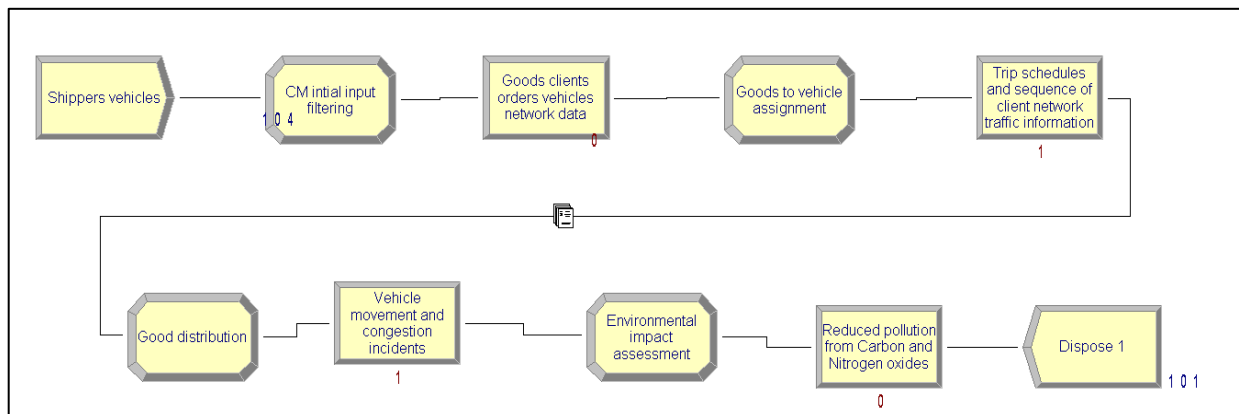 Shippers vehicles
CM intial input
filtering
1 0 4
Goods clients
orders vehicles
network data
0
Goods to vehicle
assignment
Trip schedules
and sequence of
client network
traffic information
1
Good distribution
Vehicle
movement and
congestion
incidents
1
Environmental
impact
assessment
Reduced pollution
from Carbon and
Nitrogen oxides
0
Dispose 1
1 0 1